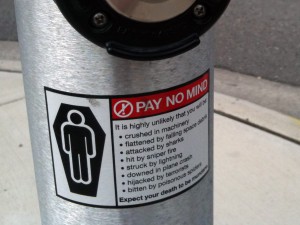 PAY NO MIND
It is highly unlikely that you will be:
• crushed in machinery
• flattened by falling space debris
• attacked by sharks
• hit by sniper fire
• struck by lightning
• downed in plane crash
• hijacked by terrorists
• bitten by poisonous spiders
Expect your death to be